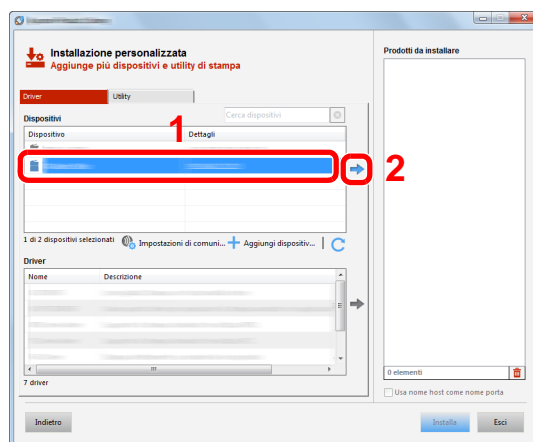 Installazione personalizzata
Aggiunge più dispositivi e utility di stampa
Prodotti da installare
Driver
Utility
Dispositivi
Cerca dispositivi
1
Dispositivo
Dettagli
2
1 di 2 dispositivi selezionati
Impostazioni di comuni...
Aggiungi dispositiv...
Driver
Nome
Descrizione
7 driver
0 elementi
Usa nome host come nome porta
Indietro
Installa
Esci